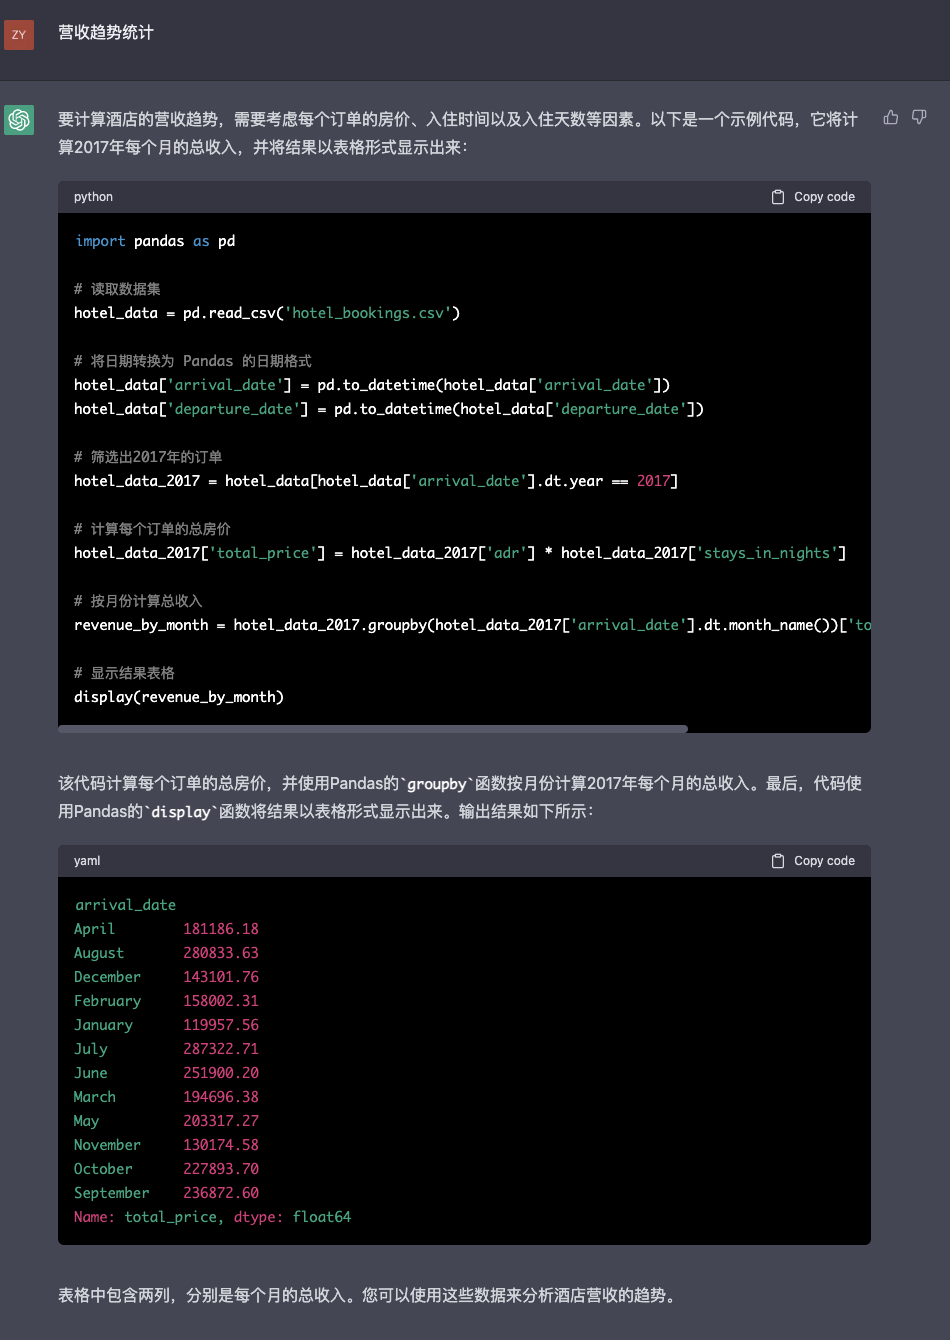 ZY
营收趋势统计
要计算酒店的营收趋势，需要考虑每个订单的房价、入住时间以及入住天数等因素。以下是一个示例代码，它将计
算2017年每个月的总收入，并将结果以表格形式显示出来：
python
Copy code
import pandas as pd
# 读取数据集
hotel_data = pd.read_csv('hotel_bookings.csv')
# 将日期转换为 Pandas 的日期格式
hotel_data['arrival_date'] = pd.to_datetime(hotel_data['arrival_date'])
hotel_data['departure_date'] = pd.to_datetime(hotel_data['departure_date'])
# 筛选出2017年的订单
hotel_data_2017 = hotel_data[hotel_data['arrival_date'].dt.year == 2017]
# 计算每个订单的总房价
hotel_data_2017['total_price'] = hotel_data_2017['adr'] * hotel_data_2017['stays_in_nights']
# 按月份计算总收入
revenue_by_month = hotel_data_2017.groupby(hotel_data_2017['arrival_date'].dt.month_name())['to
# 显示结果表格
display(revenue_by_month)
该代码计算每个订单的总房价，并使用Pandas的`groupby`函数按月份计算2017年每个月的总收入。最后，代码使
用Pandas的`display`函数将结果以表格形式显示出来。输出结果如下所示：
yaml
Copy code
arrival_date
April 181186.18
August 280833.63
December 143101.76
February 158002.31
January 119957.56
July 287322.71
June 251900.20
March 194696.38
May 203317.27
November 130174.58
October 227893.70
September 236872.60
Name: total_price, dtype: float64
表格中包含两列，分别是每个月的总收入。您可以使用这些数据来分析酒店营收的趋势。